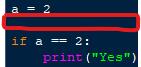 a = 2
if a == 2:
    print("Yes")